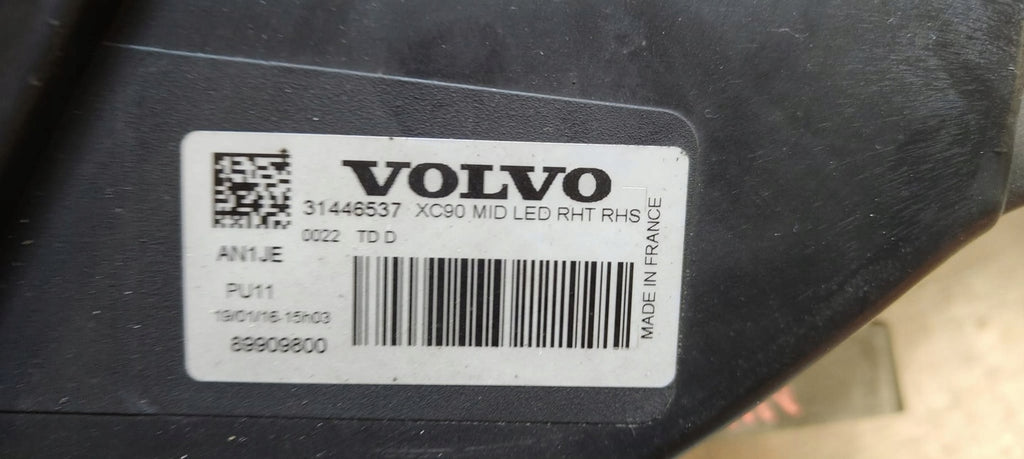 VOLVO
31446537 XC90 MID LED RHT RHS
0022 TD D
AN1JE
PU11
19/01/16-15h03
89909800
MADE IN FRANCE